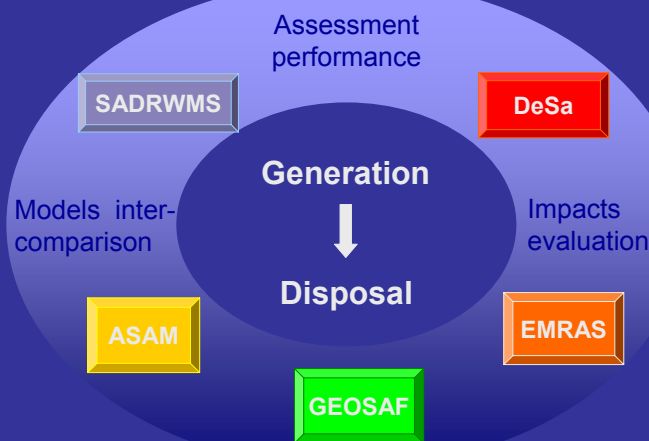 Assessment
performance
SADRWMS
DeSa
Generation
Models inter-
comparison
Impacts
evaluation
Disposal
ASAM
EMRAS
GEOSAF